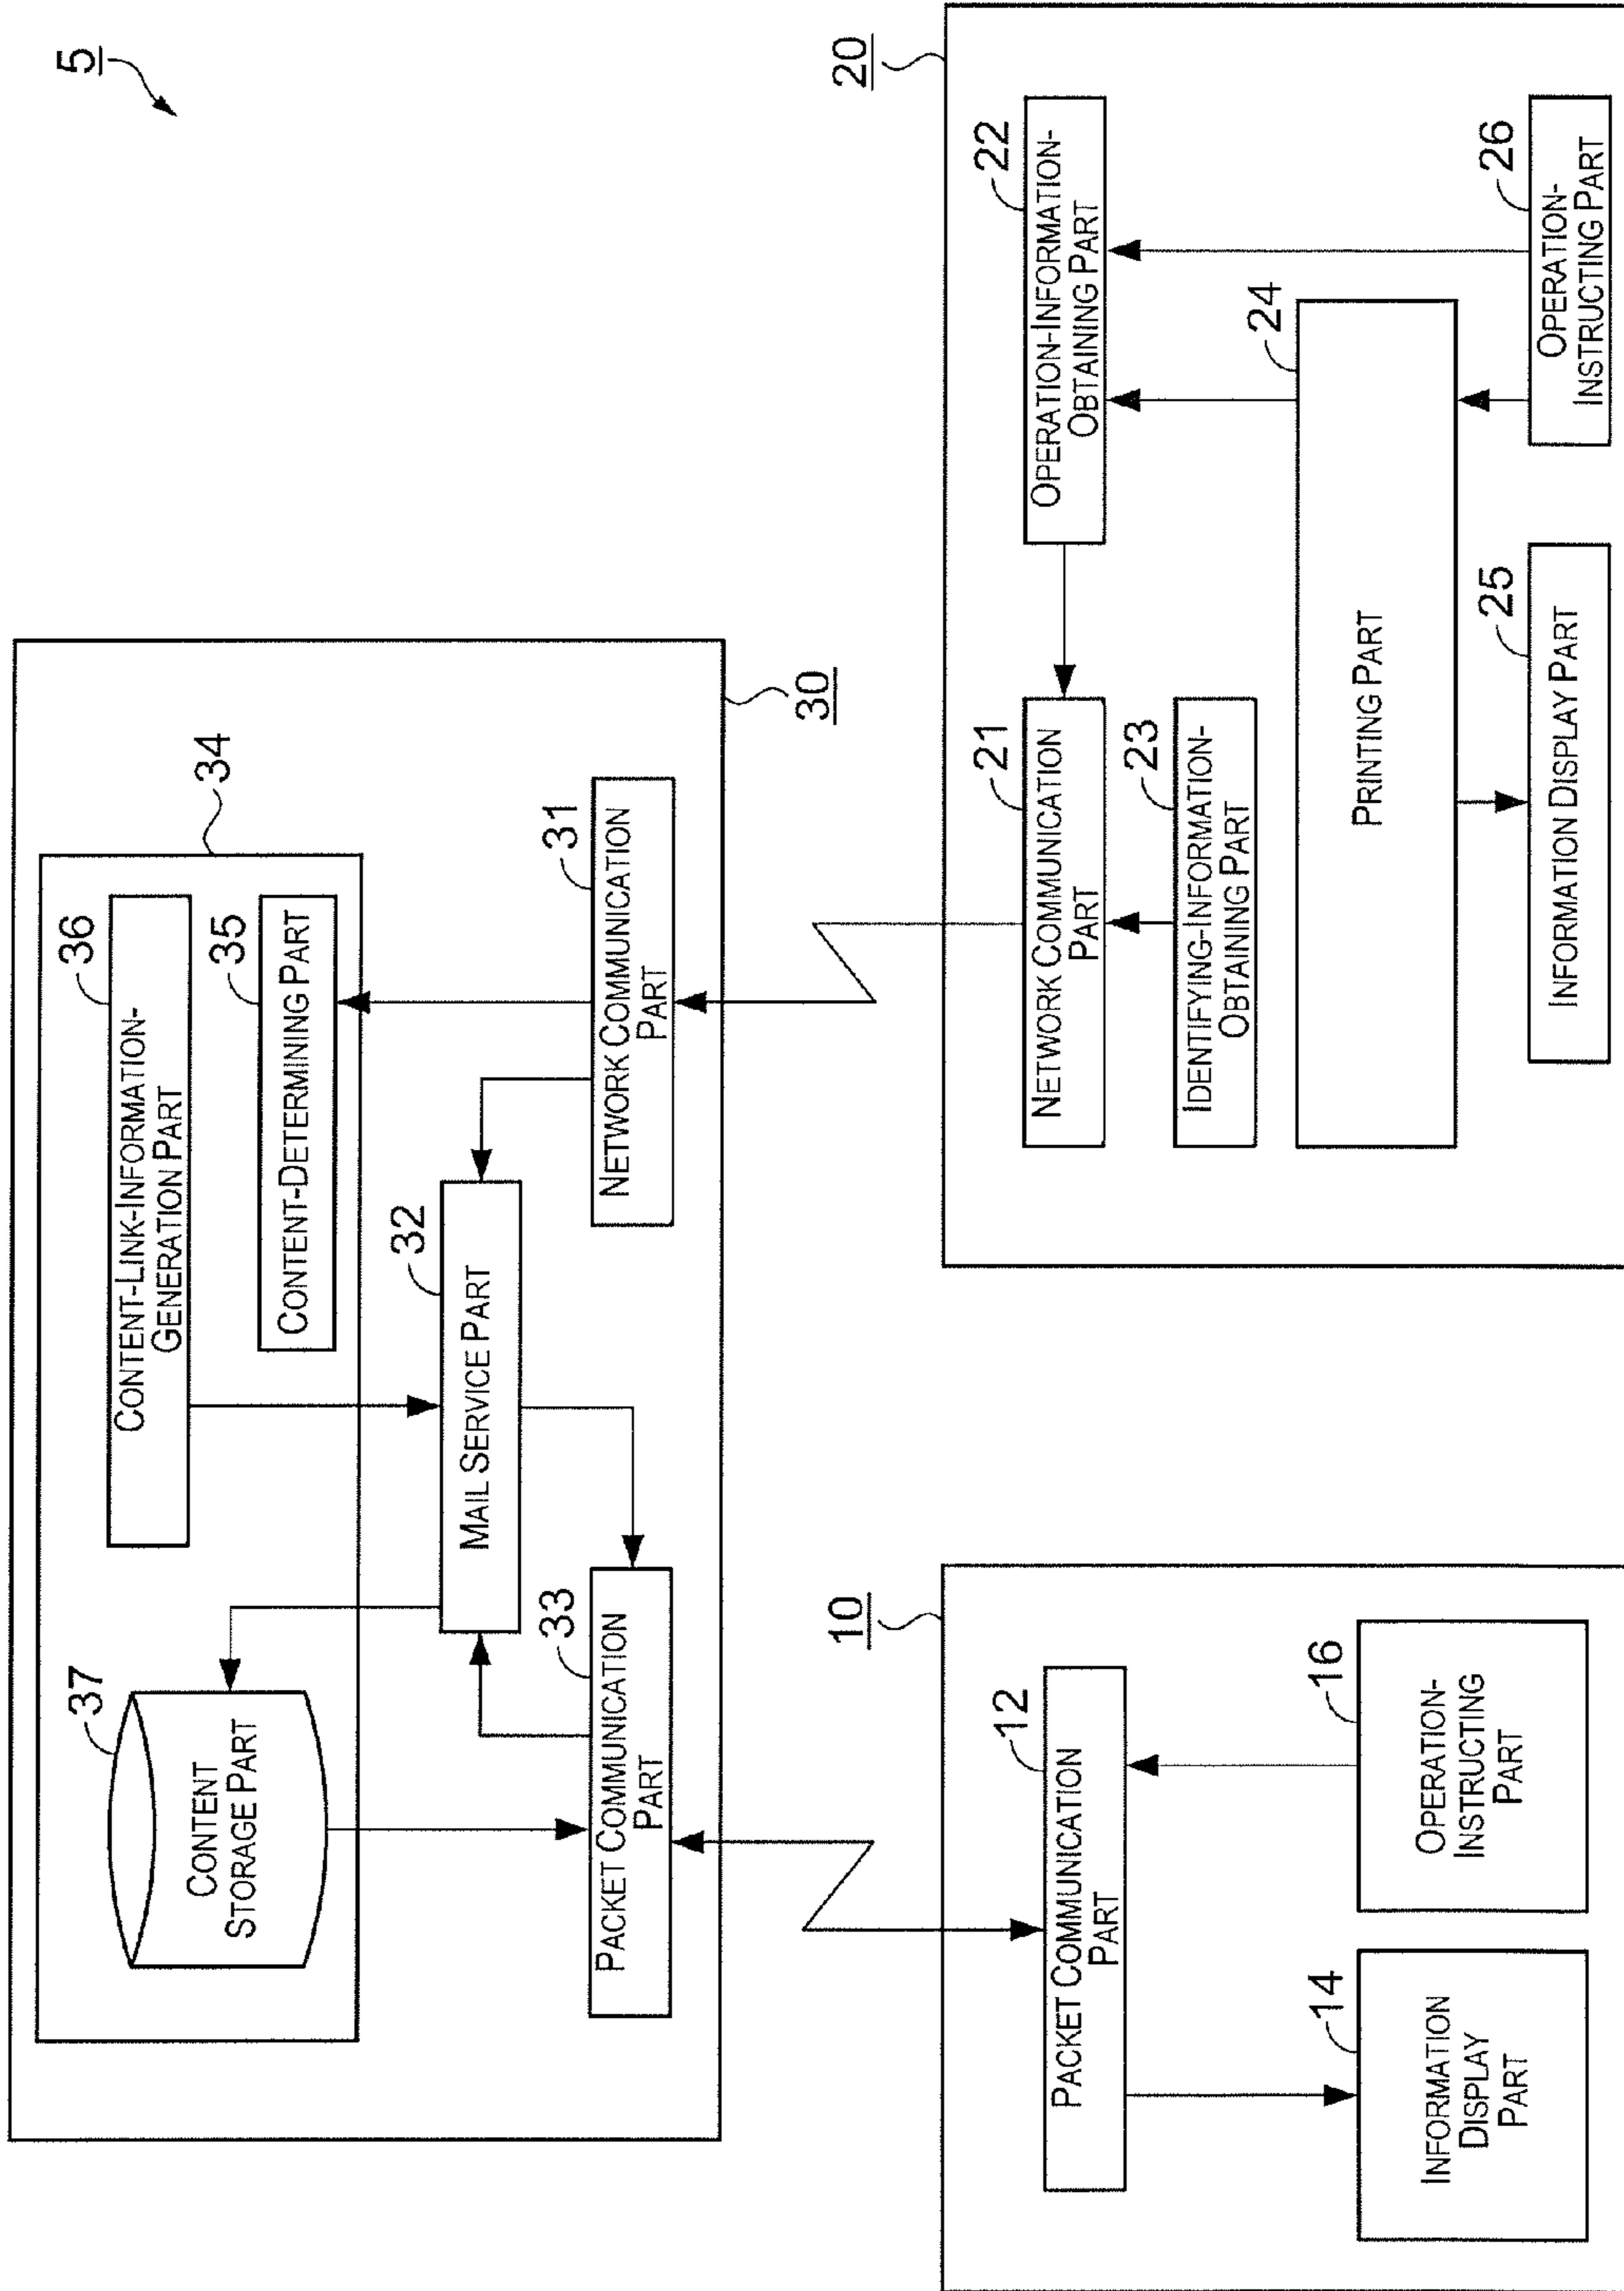 5
30
34
37
CONTENT
STORAGE PART
36
CONTENT-LINK-INFORMATION-
GENERATION PART
35
CONTENT-DETERMINING PART
32
MAIL SERVICE PART
33
PACKET COMMUNICATION
PART
31
NETWORK COMMUNICATION
PART
10
12
PACKET COMMUNICATION
PART
14
INFORMATION
DISPLAY
PART
16
OPERATION-
INSTRUCTING
PART
20
21
NETWORK COMMUNICATION
PART
22
OPERATION-INFORMATION-
OBTAINING PART
23
IDENTIFYING-INFORMATION-
OBTAINING PART
24
PRINTING PART
25
INFORMATION DISPLAY PART
26
OPERATION-
INSTRUCTING PART